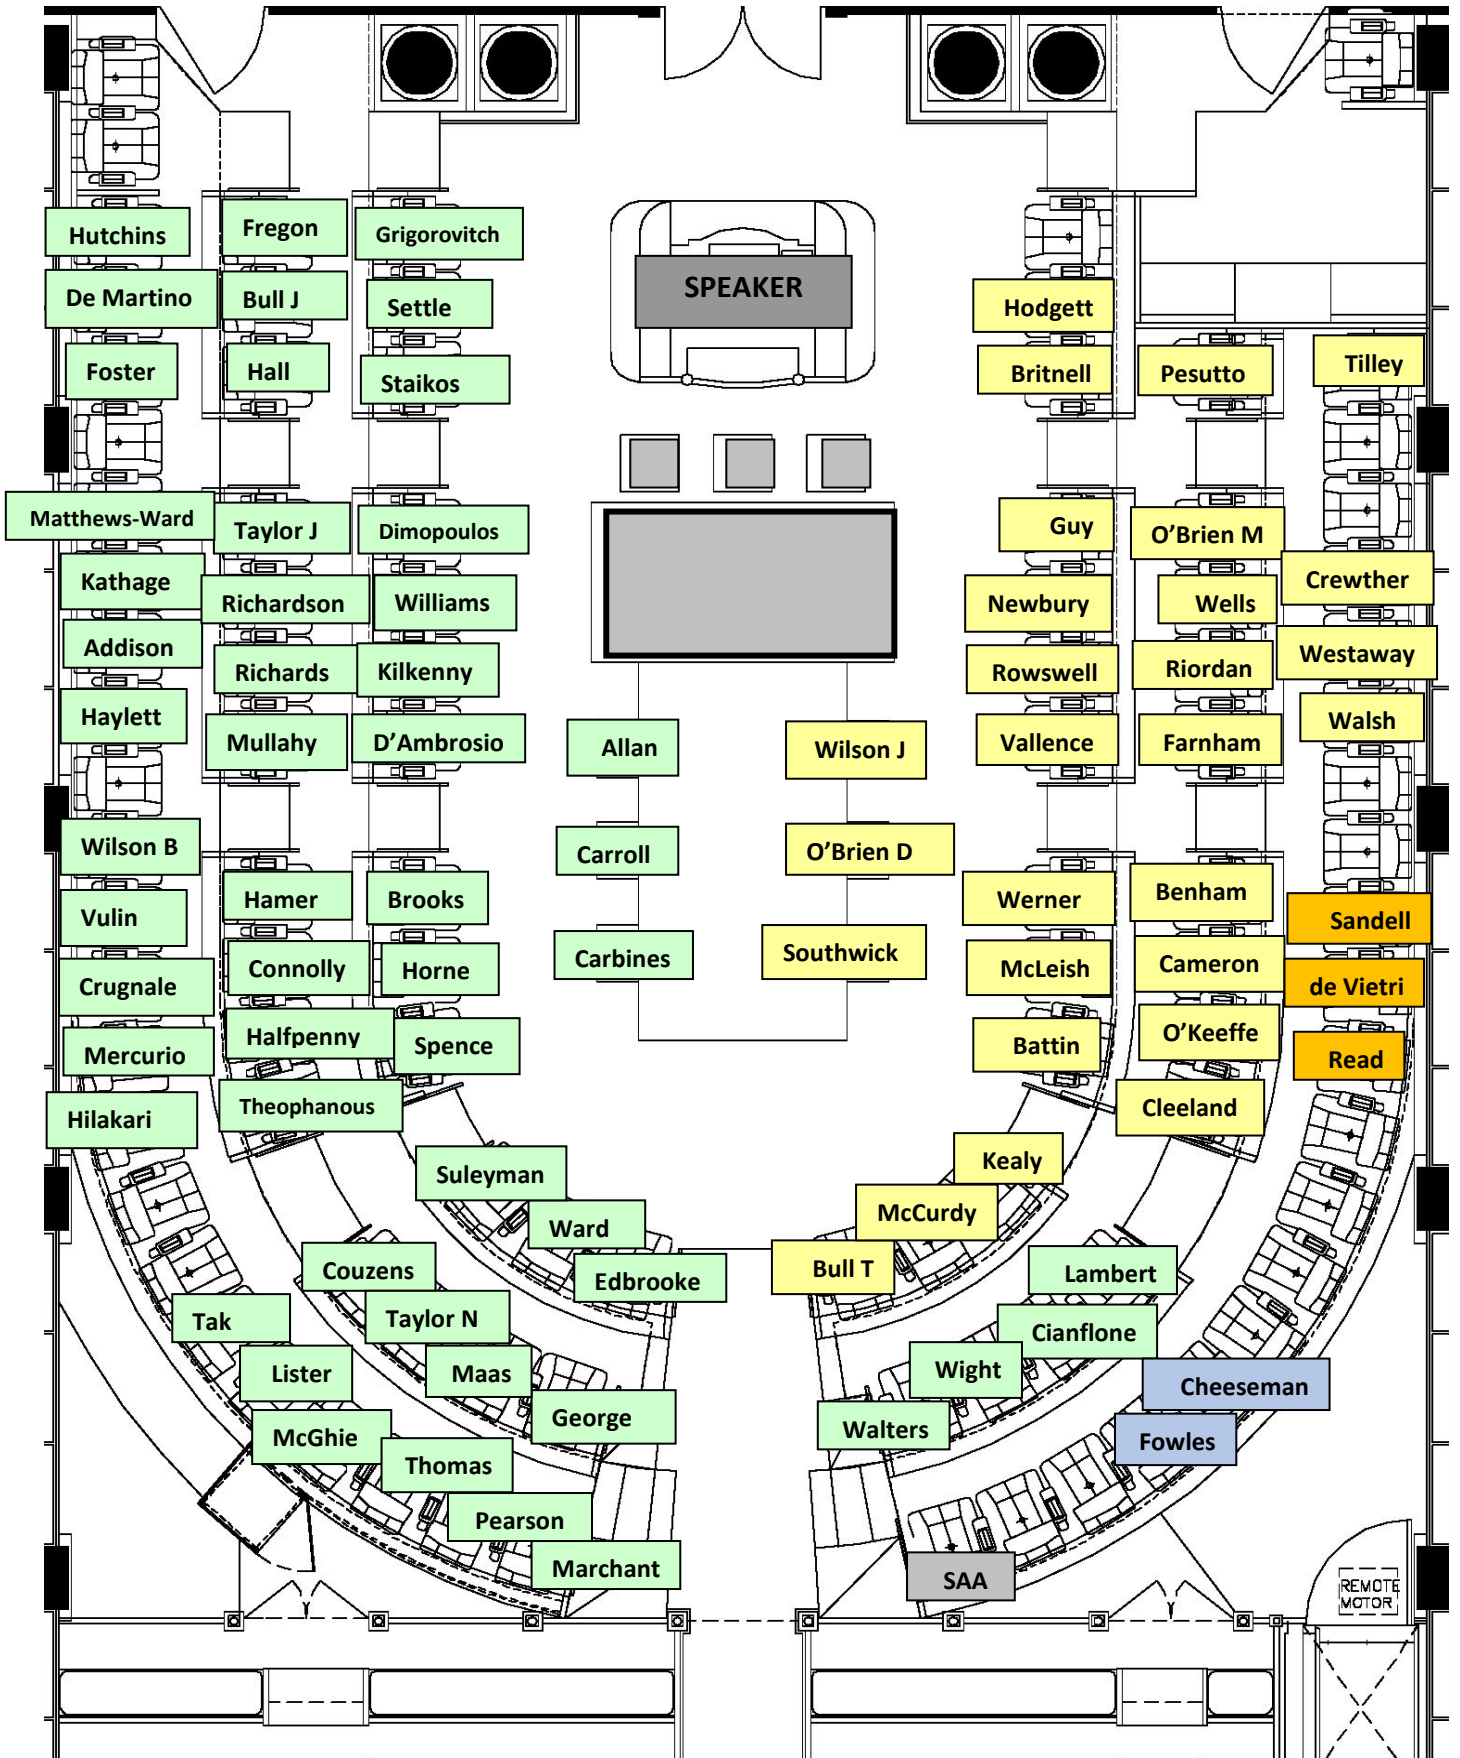 Hutchins
Fregon
Grigorovitch
SPEAKER
De Martino
Bull J
Settle
Hodgett
Foster
Hall
Staikos
Britnell
Pesutto
Tilley
Matthews-Ward
Taylor J
Dimopoulos
Guy
O'Brien M
Kathage
Richardson
Williams
Newbury
Wells
Crewther
Addison
Richards
Kilkenny
Rowswell
Riordan
Westaway
Haylett
Mullahy
D'Ambrosio
Allan
Wilson J
Vallence
Farnham
Walsh
Wilson B
Carroll
O'Brien D
Vulin
Hamer
Brooks
Werner
Benham
Sandell
Crugnale
Connolly
Horne
Carbines
Southwick
McLeish
Cameron
de Vietri
Mercurio
Halfpenny
Spence
Battin
O'Keeffe
Read
Hilakari
Theophanous
Cleeland
Suleyman
Kealy
Ward
McCurdy
Couzens
Edbrooke
Bull T
Lambert
Tak
Taylor N
Cianflone
Lister
Maas
Wight
Cheeseman
McGhie
George
Walters
Fowles
Thomas
Pearson
Marchant
SAA
REMOTE
MOTOR